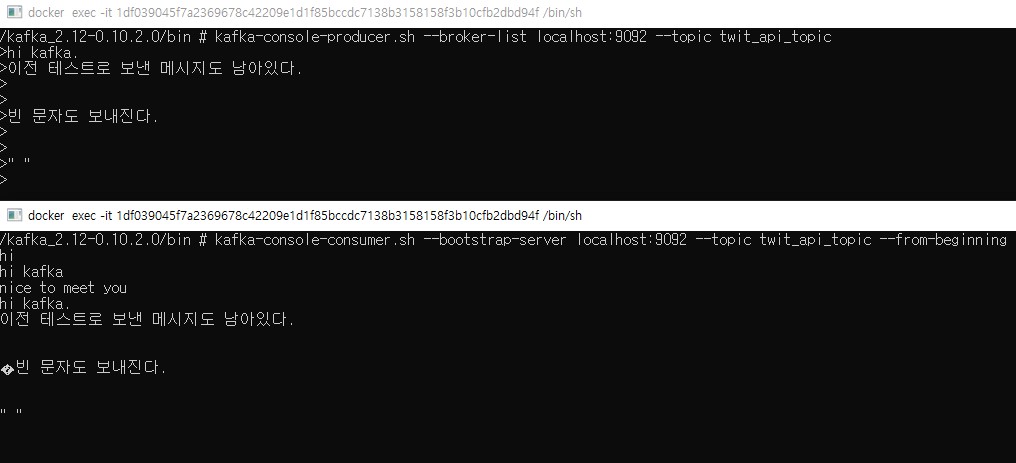 docker exec -it 1df039045f7a2369678c42209e1d1f85bccdc7138b3158158f3b10cfb2dbd94f /bin/sh
/kafka_2.12-0.10.2.0/bin # kafka-console-producer.sh --broker-list localhost:9092 --topic twit_api_topic
>hi kafka.
>이전 테스트로 보낸 메시지도 남아있다.
>
>
>빈 문자도 보내진다.
>
>
>" "
>
docker exec -it 1df039045f7a2369678c42209e1d1f85bccdc7138b3158158f3b10cfb2dbd94f /bin/sh
/kafka_2.12-0.10.2.0/bin # kafka-console-consumer.sh --bootstrap-server localhost:9092 --topic twit_api_topic --from-beginning
hi
hi kafka
nice to meet you
hi kafka.
이전 테스트로 보낸 메시지도 남아있다.
�빈 문자도 보내진다.
" "